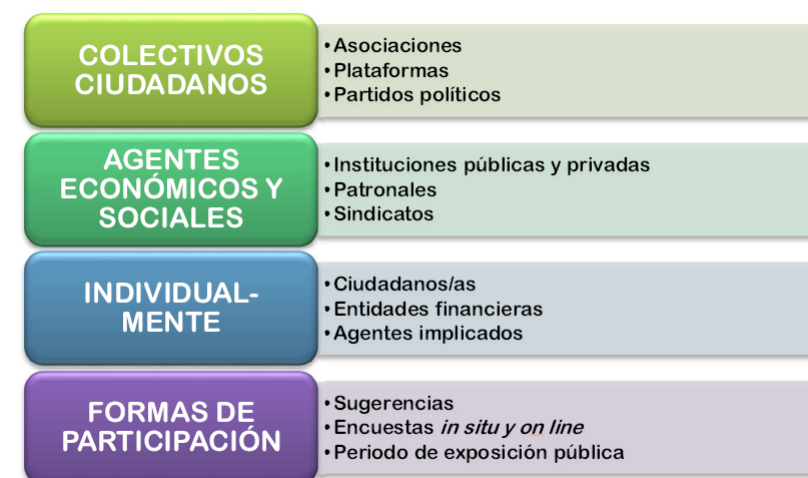 COLECTIVOS
CIUDADANOS
• Asociaciones
• Plataformas
• Partidos políticos
AGENTES
ECONÓMICOS Y
SOCIALES
• Instituciones públicas y privadas
• Patronales
• Sindicatos
INDIVIDUAL-
MENTE
• Ciudadanos/as
• Entidades financieras
• Agentes implicados
FORMAS DE
PARTICIPACIÓN
• Sugerencias
• Encuestas in situ y on line
• Periodo de exposición pública